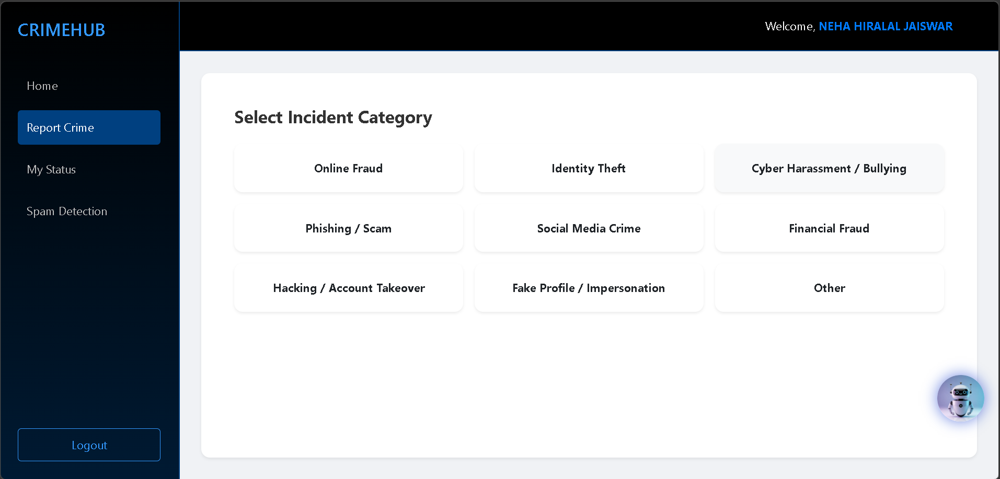 CRIMEHUB
Welcome, NEHA HIRALAL JAISWAR
Home
Report Crime
My Status
Spam Detection
Logout
Select Incident Category
Online Fraud
Identity Theft
Cyber Harassment / Bullying
Phishing / Scam
Social Media Crime
Financial Fraud
Hacking / Account Takeover
Fake Profile / Impersonation
Other